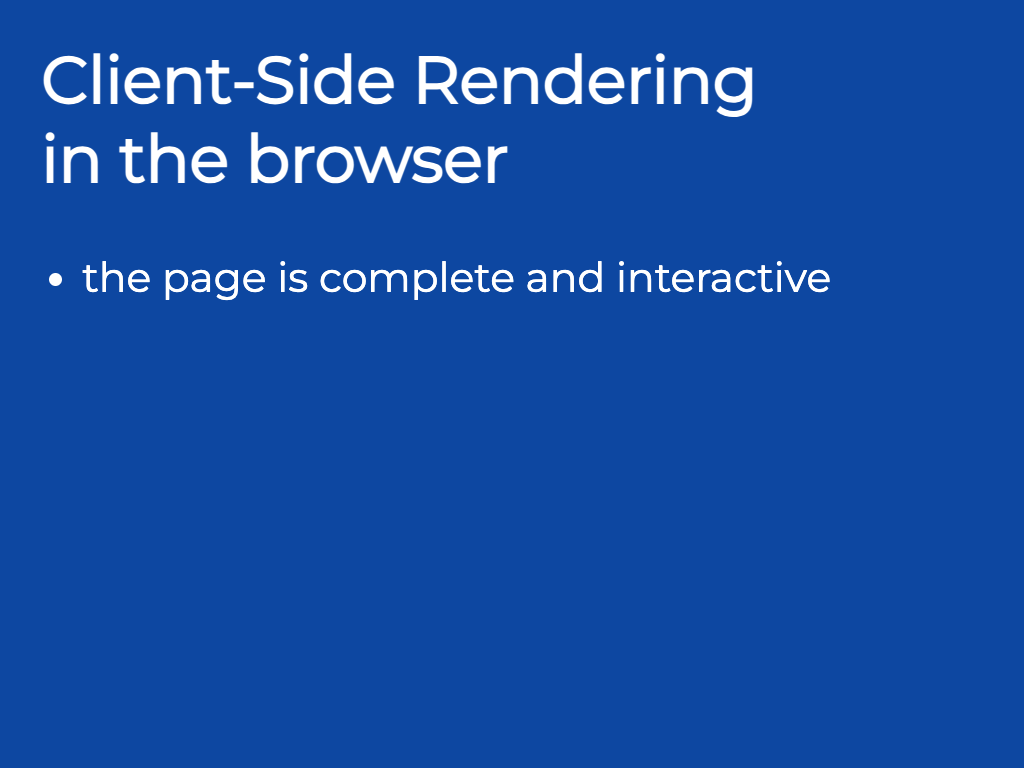 Client-Side Rendering
in the browser
• the page is complete and interactive